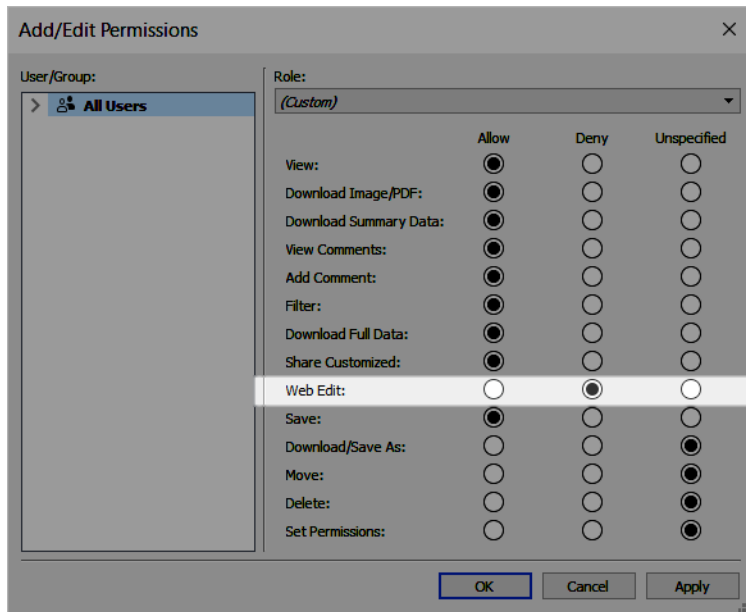 Add/Edit Permissions
User/Group:
All Users
Role:
(Custom)
Allow Deny Unspecified
View:
Download Image/PDF:
Download Summary Data:
View Comments:
Add Comment:
Filter:
Download Full Data:
Share Customized:
Web Edit:
Save:
Download/Save As:
Move:
Delete:
Set Permissions:
OK Cancel Apply